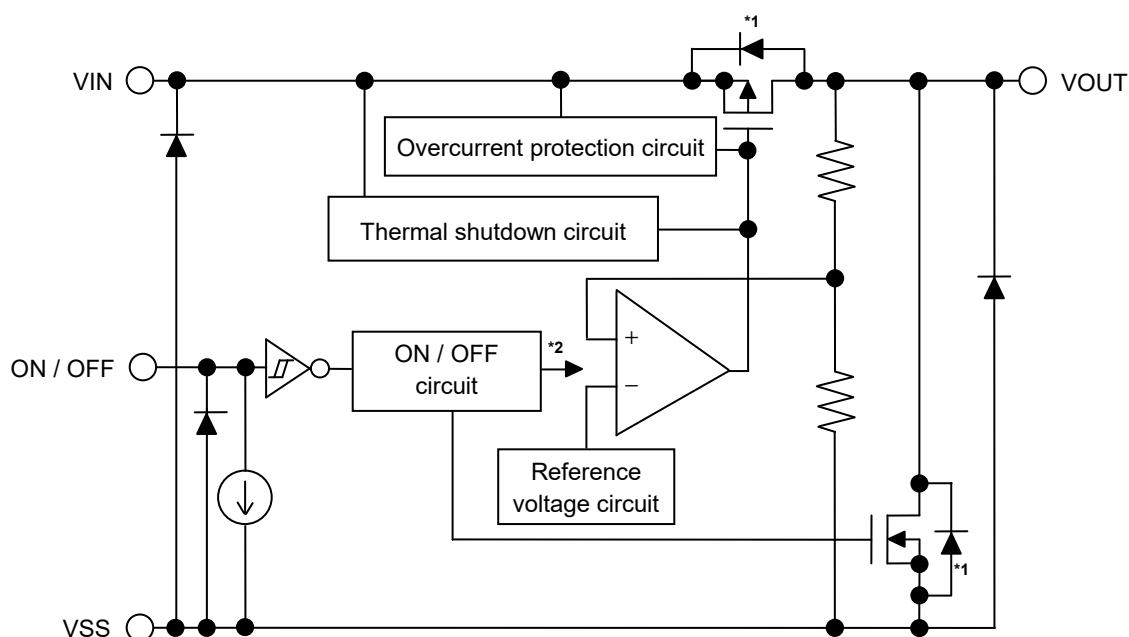 *1
VIN
VOUT
Overcurrent protection circuit
Thermal shutdown circuit
+
ON / OFF
ON / OFF
circuit
*2
−
Reference
voltage circuit
*1
VSS